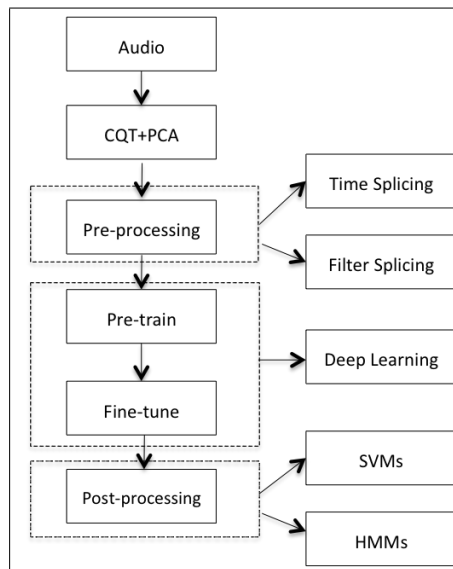 Audio
CQT+PCA
Pre-processing
Time Splicing
Filter Splicing
Pre-train
Fine-tune
Deep Learning
Post-processing
SVMs
HMMs